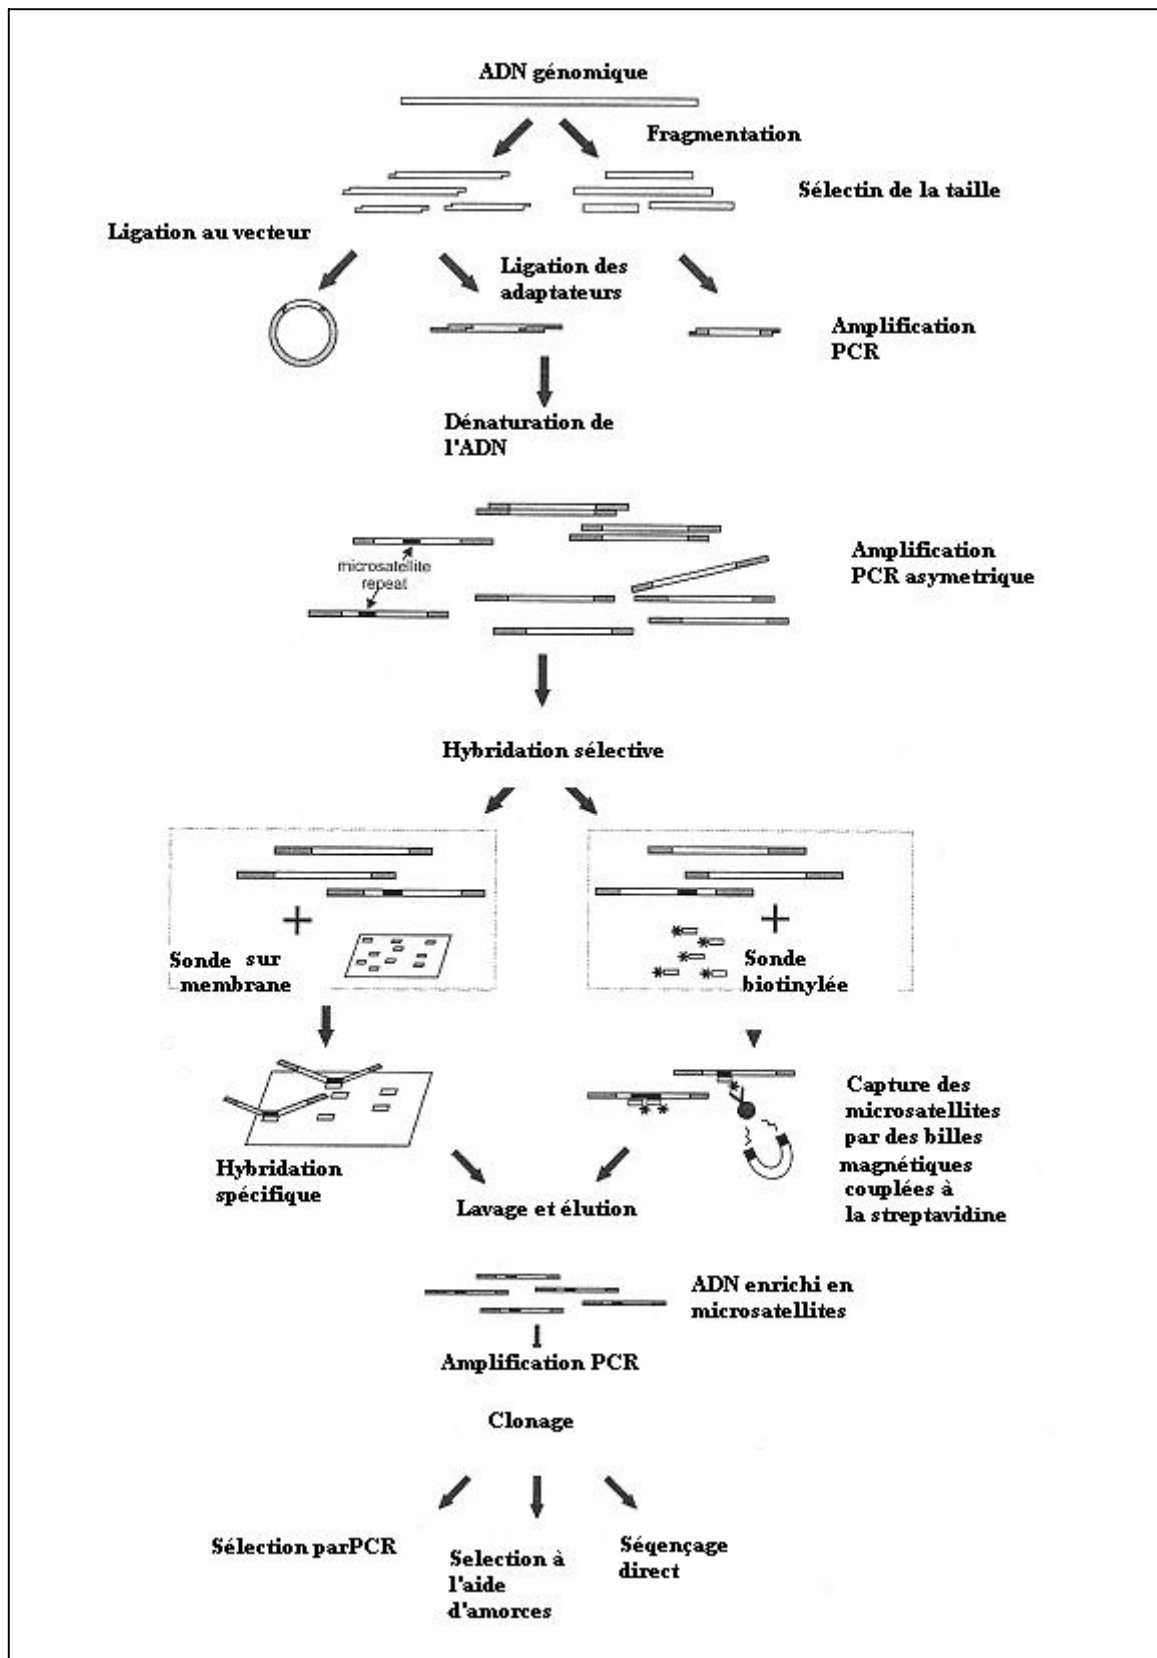 ADN génomique
Fragmentation
Sélectin de la taille
Ligation au vecteur
Ligation des
adaptateurs
Amplification
PCR
Dénaturation de
l'ADN
microsatellite
repeat
Amplification
PCR asymetrique
Hybridation sélective
Sonde sur
membrane
Sonde
biotinylée
Hybridation
spécifique
Capture des
microsatellites
par des billes
magnétiques
couplées à
la streptavidine
Lavage et élution
ADN enrichi en
microsatellites
Amplification PCR
Clonage
Sélection parPCR
Selection à
l'aide
d'amorces
Séqençage
direct